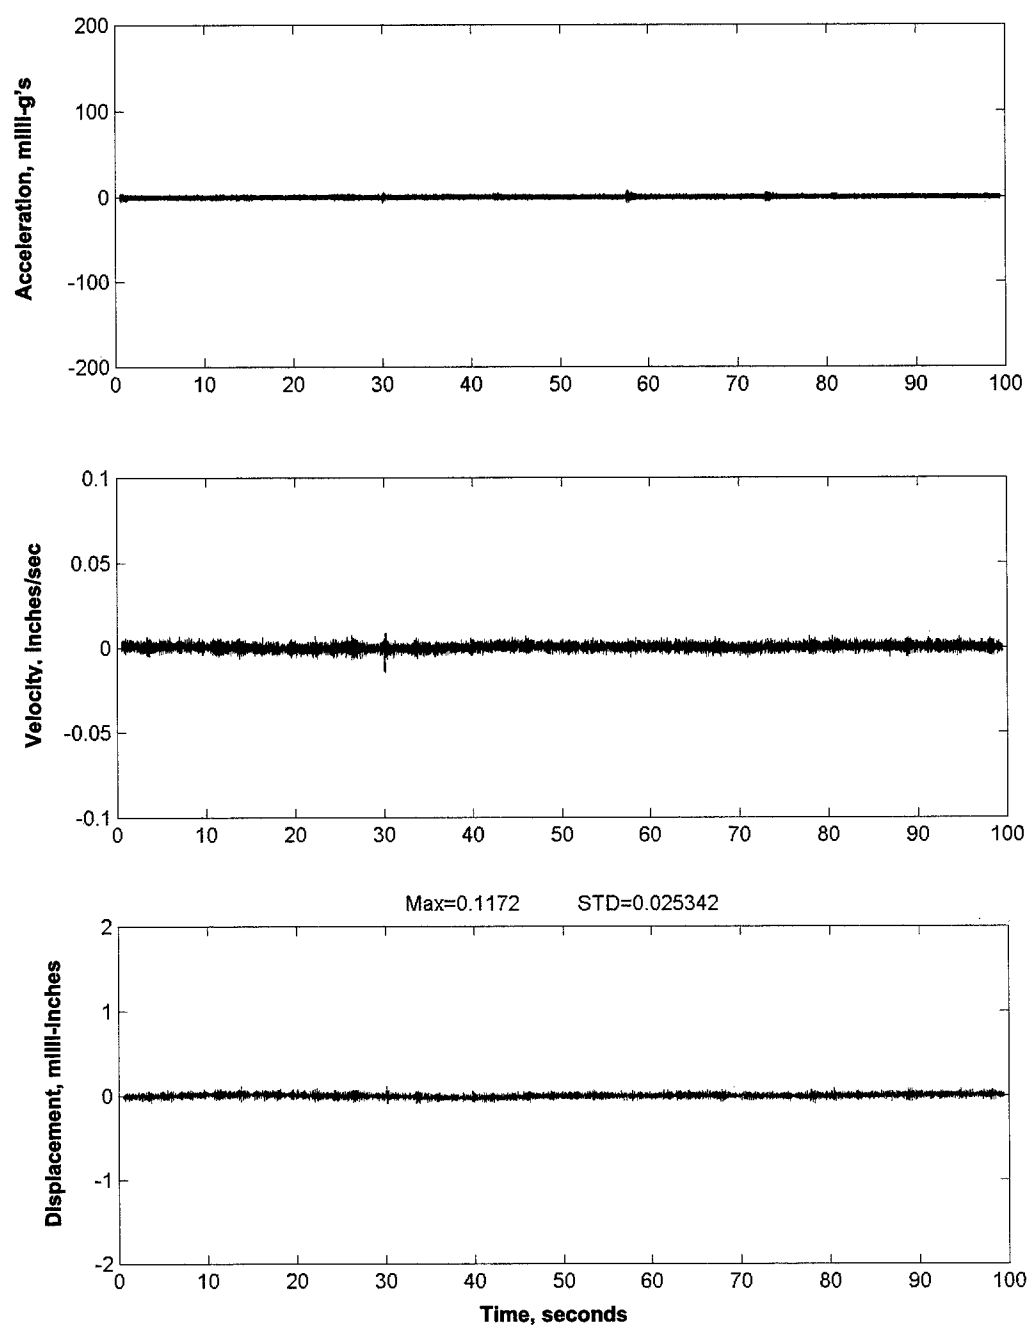 200
100
0
-100
-200
Acceleration, milli-g's
0 10 20 30 40 50 60 70 80 90 100
0.1
0.05
0
-0.05
-0.1
Velocity, inches/sec
0 10 20 30 40 50 60 70 80 90 100
Max=0.1172 STD=0.025342
2
1
0
-1
-2
Displacement, milli-inches
0 10 20 30 40 50 60 70 80 90 100
Time, seconds